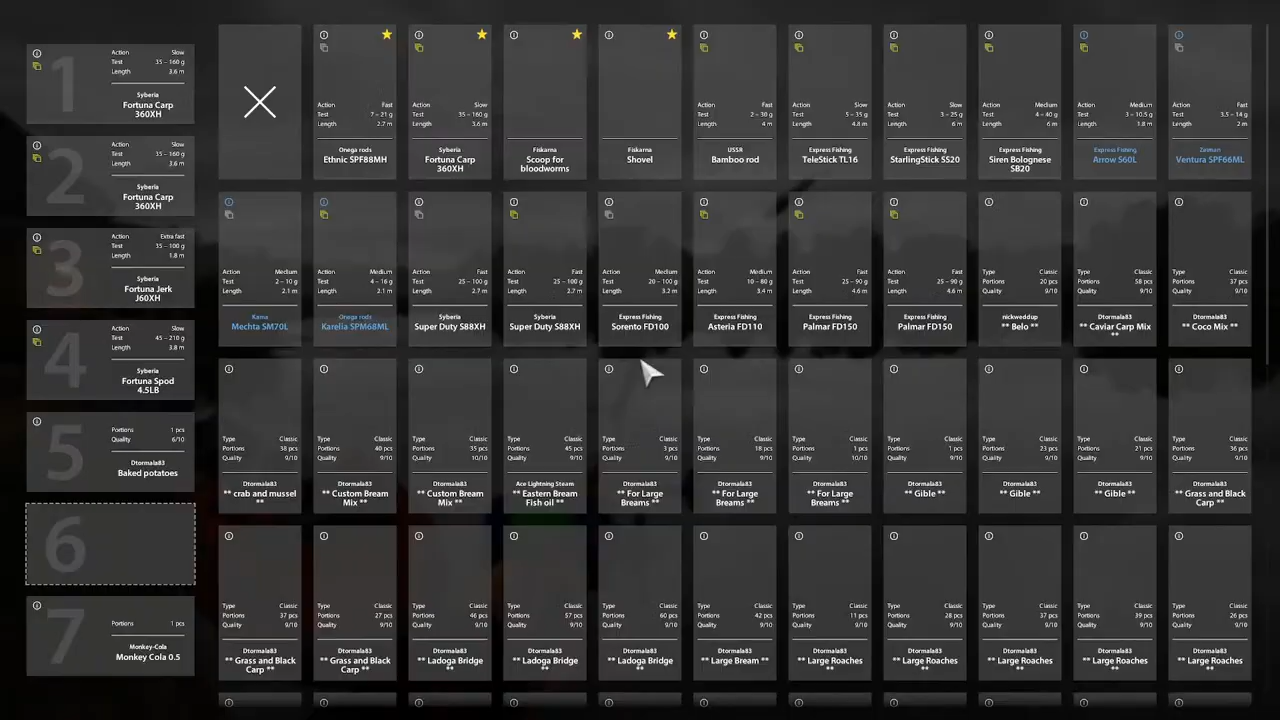 1
Action Slow
Test 35 – 160 g
Length 3.6 m
Syberia
Fortuna Carp
360XH
2
Action Slow
Test 35 – 160 g
Length 3.6 m
Syberia
Fortuna Carp
360XH
3
Action Extra fast
Test 35 – 100 g
Length 1.8 m
Syberia
Fortuna Jerk
J60XH
4
Action Slow
Test 45 – 210 g
Length 3.8 m
Syberia
Fortuna Spod
4.5LB
5
Portions 1 pcs
Quality 6/10
Dtormala83
Baked potatoes
6
7
Portions 1 pcs
Monkey-Cola
Monkey Cola 0.5
Action Fast
Test 7 – 21 g
Length 2.7 m
Onega rods
Ethnic SPF88MH
Action Slow
Test 35 – 160 g
Length 3.6 m
Syberia
Fortuna Carp
360XH
Fiskarna
Scoop for
bloodworms
Fiskarna
Shovel
Action Fast
Test 2 – 30 g
Length 4 m
USSR
Bamboo rod
Action Fast
Test 5 – 35 g
Length 4.8 m
Express Fishing
TeleStick TL16
Action Slow
Test 3 – 25 g
Length 6 m
Express Fishing
StarlingStick SS20
Action Medium
Test 4 – 40 g
Length 6 m
Express Fishing
Siren Bolognese
SB20
Action Medium
Test 3 – 10.5 g
Length 1.8 m
Express Fishing
Arrow S60L
Action Fast
Test 3.5 – 14 g
Length 2 m
Zanman
Ventura SPF66ML
Action Medium
Test 2 – 10 g
Length 2.1 m
Kama
Mechta SM70L
Action Medium
Test 4 – 16 g
Length 2.1 m
Onega rods
Karelia SPM68ML
Action Fast
Test 25 – 100 g
Length 2.7 m
Syberia
Super Duty S88XH
Action Fast
Test 25 – 100 g
Length 2.7 m
Syberia
Super Duty S88XH
Action Medium
Test 20 – 100 g
Length 3.2 m
Express Fishing
Sorento FD100
Action Medium
Test 10 – 80 g
Length 3.4 m
Express Fishing
Asteria FD110
Action Fast
Test 25 – 90 g
Length 4.6 m
Express Fishing
Palmar FD150
Action Fast
Test 25 – 90 g
Length 4.6 m
Express Fishing
Palmar FD150
Type Classic
Portions 20 pcs
Quality 9/10
nickweddup
** Belo **
Type Classic
Portions 58 pcs
Quality 9/10
Dtormala83
** Caviar Carp Mix
**
Type Classic
Portions 37 pcs
Quality 9/10
Dtormala83
** Coco Mix **
Type Classic
Portions 38 pcs
Quality 9/10
Dtormala83
** crab and mussel
**
Type Classic
Portions 40 pcs
Quality 9/10
Dtormala83
** Custom Bream
Mix **
Type Classic
Portions 35 pcs
Quality 10/10
Dtormala83
** Custom Bream
Mix **
Type Classic
Portions 45 pcs
Quality 9/10
Ace Lightning Steam
** Eastern Bream
Fish oil **
Type Classic
Portions 3 pcs
Quality 9/10
Dtormala83
** For Large
Breams **
Type Classic
Portions 18 pcs
Quality 9/10
Dtormala83
** For Large
Breams **
Type Classic
Portions 1 pcs
Quality 10/10
Dtormala83
** For Large
Breams **
Type Classic
Portions 1 pcs
Quality 9/10
Dtormala83
** Gible **
Type Classic
Portions 23 pcs
Quality 9/10
Dtormala83
** Gible **
Type Classic
Portions 21 pcs
Quality 9/10
Dtormala83
** Gible **
Type Classic
Portions 36 pcs
Quality 9/10
Dtormala83
** Grass and Black
Carp **
Type Classic
Portions 37 pcs
Quality 9/10
Dtormala83
** Grass and Black
Carp **
Type Classic
Portions 27 pcs
Quality 9/10
Dtormala83
** Grass and Black
Carp **
Type Classic
Portions 46 pcs
Quality 9/10
Dtormala83
** Ladoga Bridge
**
Type Classic
Portions 57 pcs
Quality 9/10
Dtormala83
** Ladoga Bridge
**
Type Classic
Portions 60 pcs
Quality 9/10
Dtormala83
** Ladoga Bridge
**
Type Classic
Portions 42 pcs
Quality 9/10
Dtormala83
** Large Bream **
Type Classic
Portions 11 pcs
Quality 9/10
Dtormala83
** Large Roaches
**
Type Classic
Portions 28 pcs
Quality 9/10
Dtormala83
** Large Roaches
**
Type Classic
Portions 37 pcs
Quality 9/10
Dtormala83
** Large Roaches
**
Type Classic
Portions 39 pcs
Quality 9/10
Dtormala83
** Large Roaches
**
Type Classic
Portions 26 pcs
Quality 9/10
Dtormala83
** Large Roaches
**